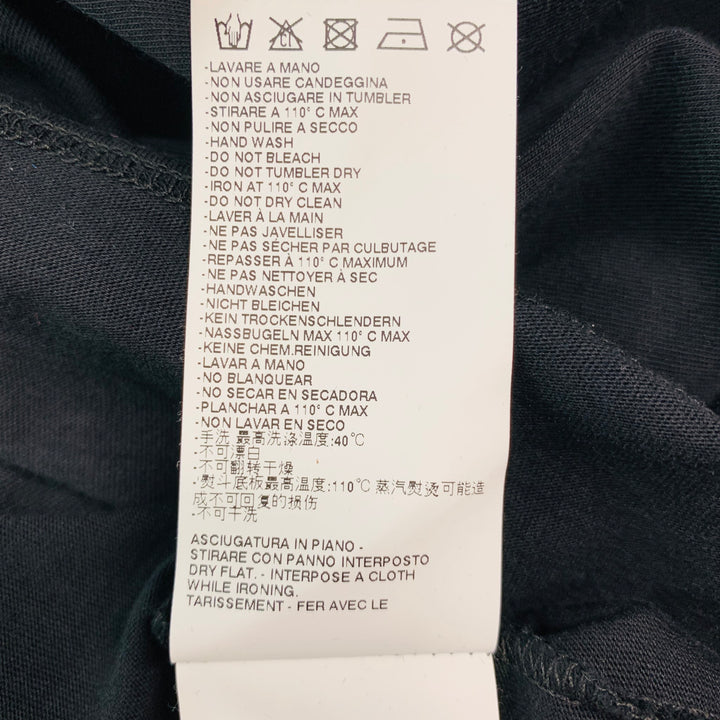 CL
-LAVARE A MANO
-NON USARE CANDEGGINA
-NON ASCIUGARE IN TUMBLER
-STIRARE A 110° C MAX
-NON PULIRE A SECCO
-HAND WASH
-DO NOT BLEACH
-DO NOT TUMBLER DRY
-IRON AT 110° C MAX
-DO NOT DRY CLEAN
-LAVER À LA MAIN
-NE PAS JAVELLISER
-NE PAS SÉCHER PAR CULBUTAGE
-REPASSER À 110° C MAXIMUM
-NE PAS NETTOYER À SEC
-HANDWASCHEN
-NICHT BLEICHEN
-KEIN TROCKENSCHLENDERN
-NASSBUGELN MAX 110° C MAX
-KEINE CHEM.REINIGUNG
-LAVAR A MANO
-NO BLANQUEAR
-NO SECAR EN SECADORA
-PLANCHAR A 110° C MAX
-NON LAVAR EN SECO
-手洗 最高洗涤温度:40℃
-不可漂白
-不可翻转干燥
-熨斗底板最高温度:110℃ 蒸汽熨烫可能造
成不可回复的损伤
-不可干洗
ASCIUGATURA IN PIANO -
STIRARE CON PANNO INTERPOSTO
DRY FLAT. - INTERPOSE A CLOTH
WHILE IRONING.
TARISSEMENT - FER AVEC LE